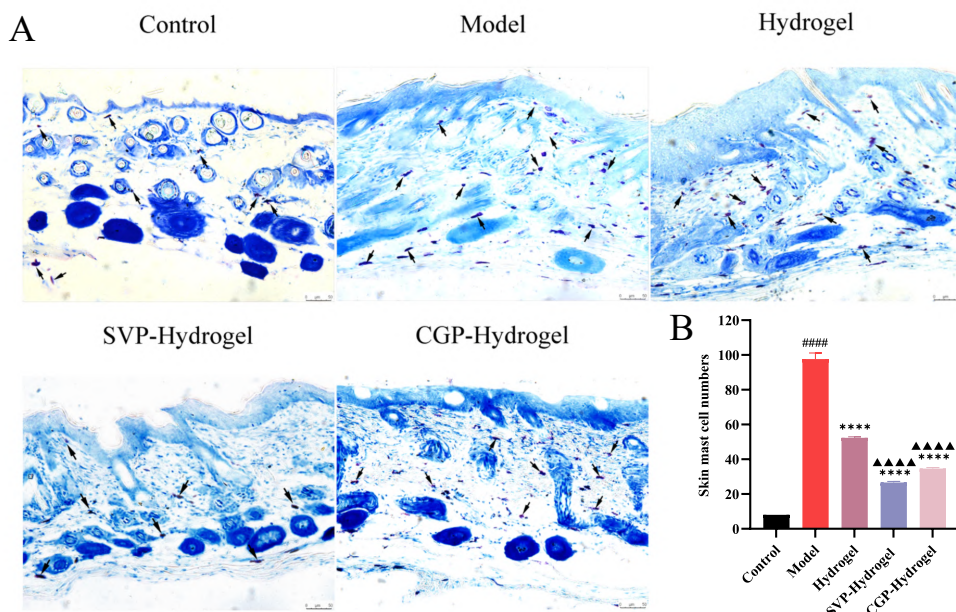 A
Control
Model
Hydrogel
SVP-Hydrogel
CGP-Hydrogel
B
Skin mast cell numbers
120
100
80
60
40
20
0
####
****
▲▲▲▲
****
▲▲▲▲
****
Control
Model
Hydrogel
SVP-Hydrogel
CGP-Hydrogel